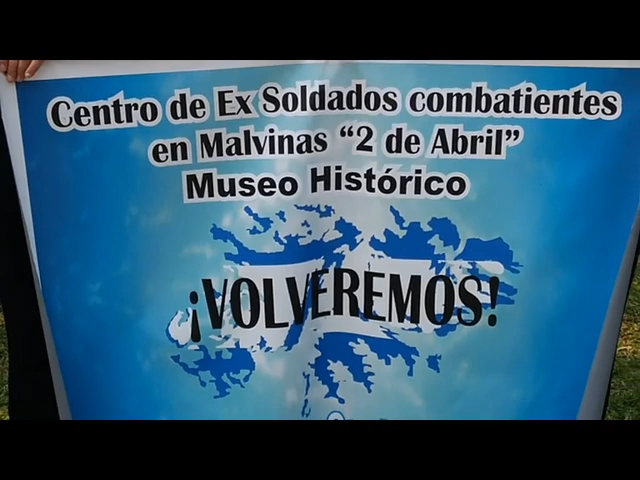 Centro de Ex Soldados combatientes
en Malvinas “2 de Abril”
Museo Histórico
¡VOLVEREMOS!